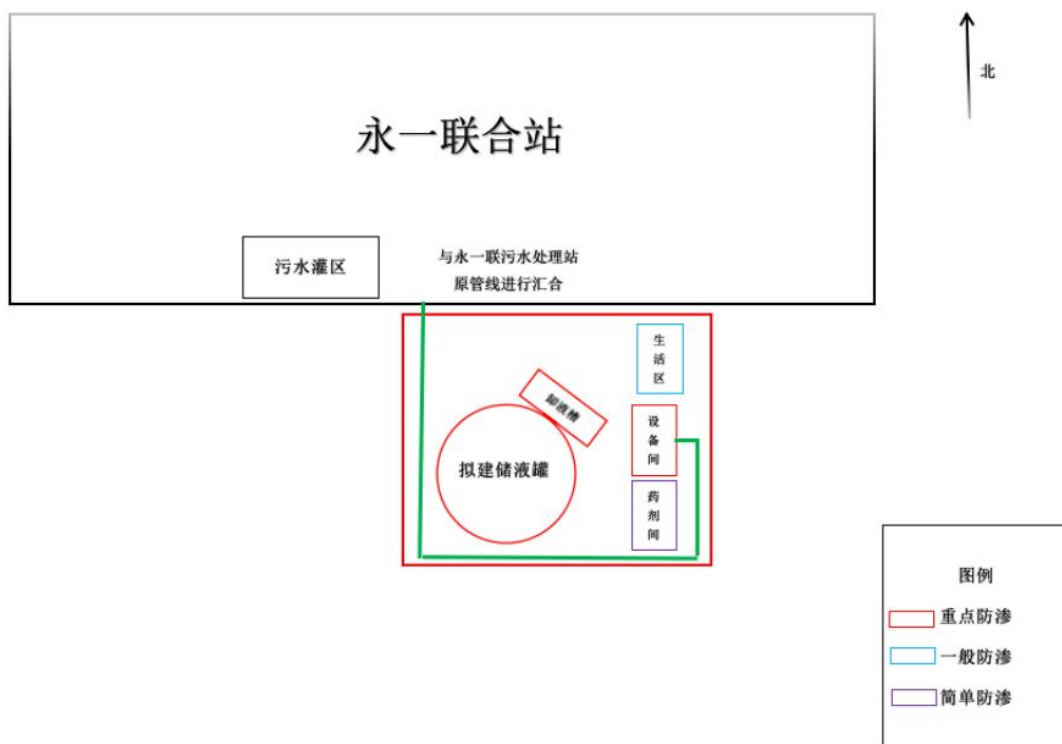 北
永一联合站
污水灌区
与永一联污水处理站
原管线进行汇合
生活区
卸液槽
设备间
拟建储液罐
药剂间
图例
重点防渗
一般防渗
简单防渗